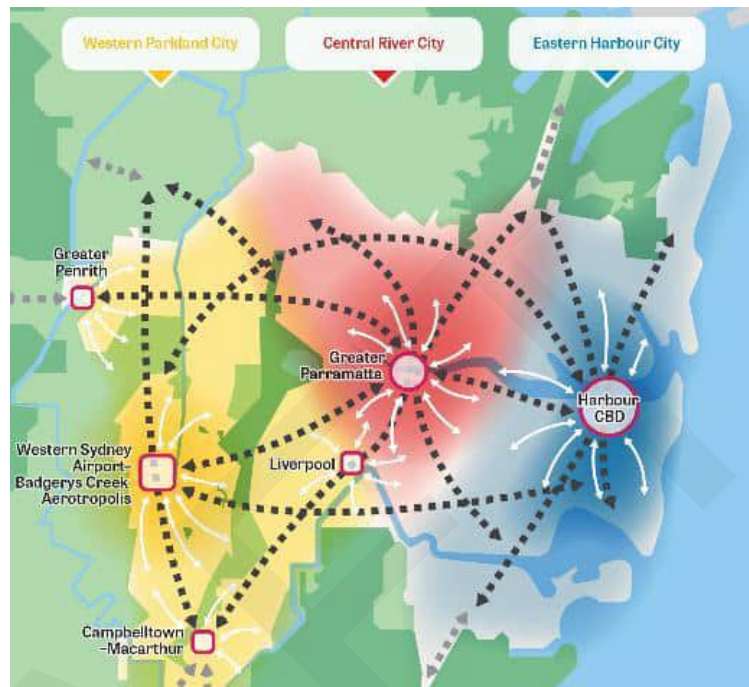 Western Parkland City
Central River City
Eastern Harbour City
Greater
Penrith
Greater
Parramatta
Harbour
CBD
Western Sydney
Airport–
Badgerys Creek
Aerotropolis
Liverpool
Campbelltown
–Macarthur